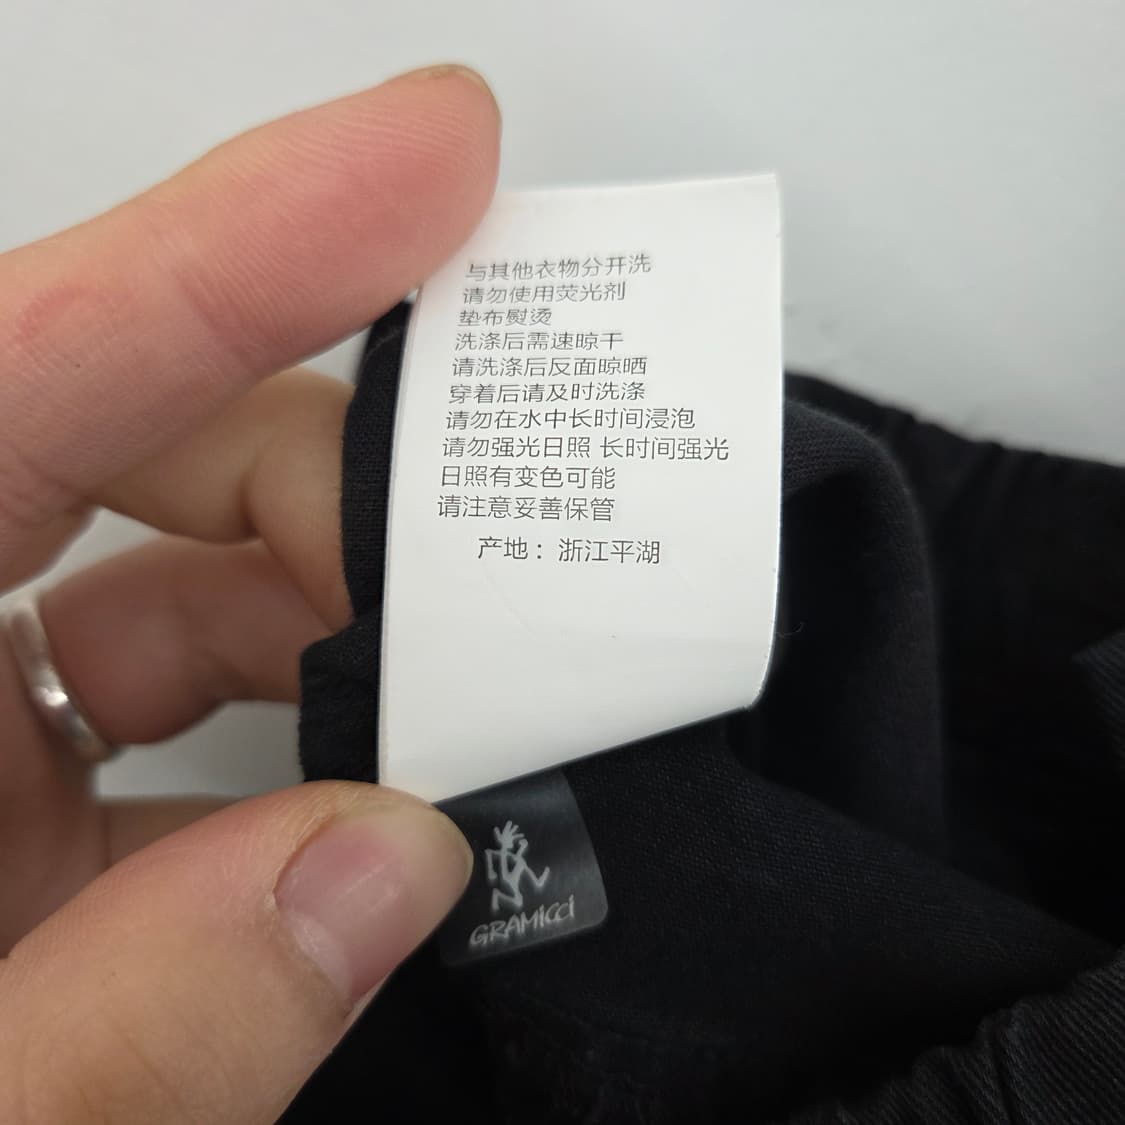 与其他衣物分开洗
请勿使用荧光剂
垫布熨烫
洗涤后需速晾干
请洗涤后反面晾晒
穿着后请及时洗涤
请勿在水中长时间浸泡
请勿强光日照 长时间强光
日照有变色可能
请注意妥善保管
产地：浙江平湖
GRAMICCI